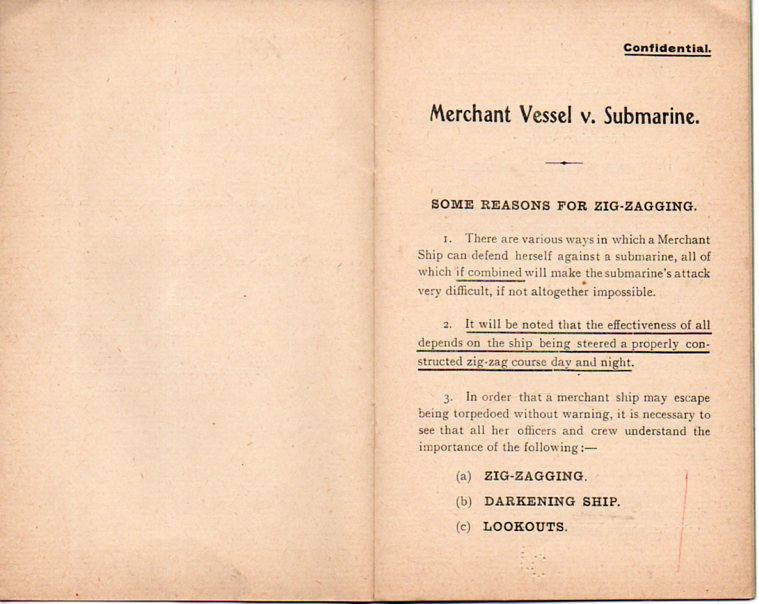 Confidential.
Merchant Vessel v. Submarine.
SOME REASONS FOR ZIG-ZAGGING.
1. There are various ways in which a Merchant
Ship can defend herself against a submarine, all of
which if combined will make the submarine's attack
very difficult, if not altogether impossible.
2. It will be noted that the effectiveness of all
depends on the ship being steered a properly con-
structed zig-zag course day and night.
3. In order that a merchant ship may escape
being torpedoed without warning, it is necessary to
see that all her officers and crew understand the
importance of the following:—
(a) ZIG-ZAGGING.
(b) DARKENING SHIP.
(c) LOOKOUTS.